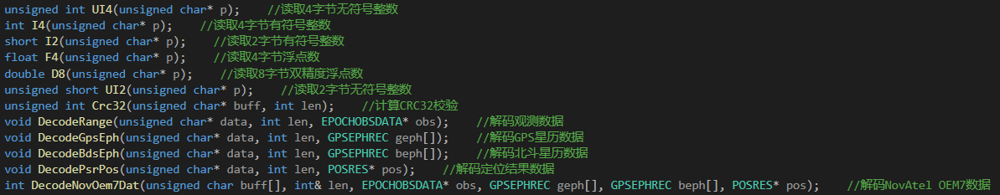 unsigned int UI4(unsigned char* p);    //读取4字节无符号整数
int I4(unsigned char* p);    //读取4字节有符号整数
short I2(unsigned char* p);    //读取2字节有符号整数
float F4(unsigned char* p);    //读取4字节浮点数
double D8(unsigned char* p);    //读取8字节双精度浮点数
unsigned short UI2(unsigned char* p);    //读取2字节无符号整数
unsigned int Crc32(unsigned char* buff, int len);    //计算CRC32校验
void DecodeRange(unsigned char* data, int len, EPOCHOBSDATA* obs);    //解码观测数据
void DecodeGpsEph(unsigned char* data, int len, GPSEPHREC geph[]);    //解码GPS星历数据
void DecodeBdsEph(unsigned char* data, int len, GPSEPHREC beph[]);    //解码北斗星历数据
void DecodePsrPos(unsigned char* data, int len, POSRES* pos);    //解码定位结果数据
int DecodeNovOem7Dat(unsigned char buff[], int& len, EPOCHOBSDATA* obs, GPSEPHREC geph[], GPSEPHREC beph[], POSRES* pos);    //解码NovAtel OEM7数据